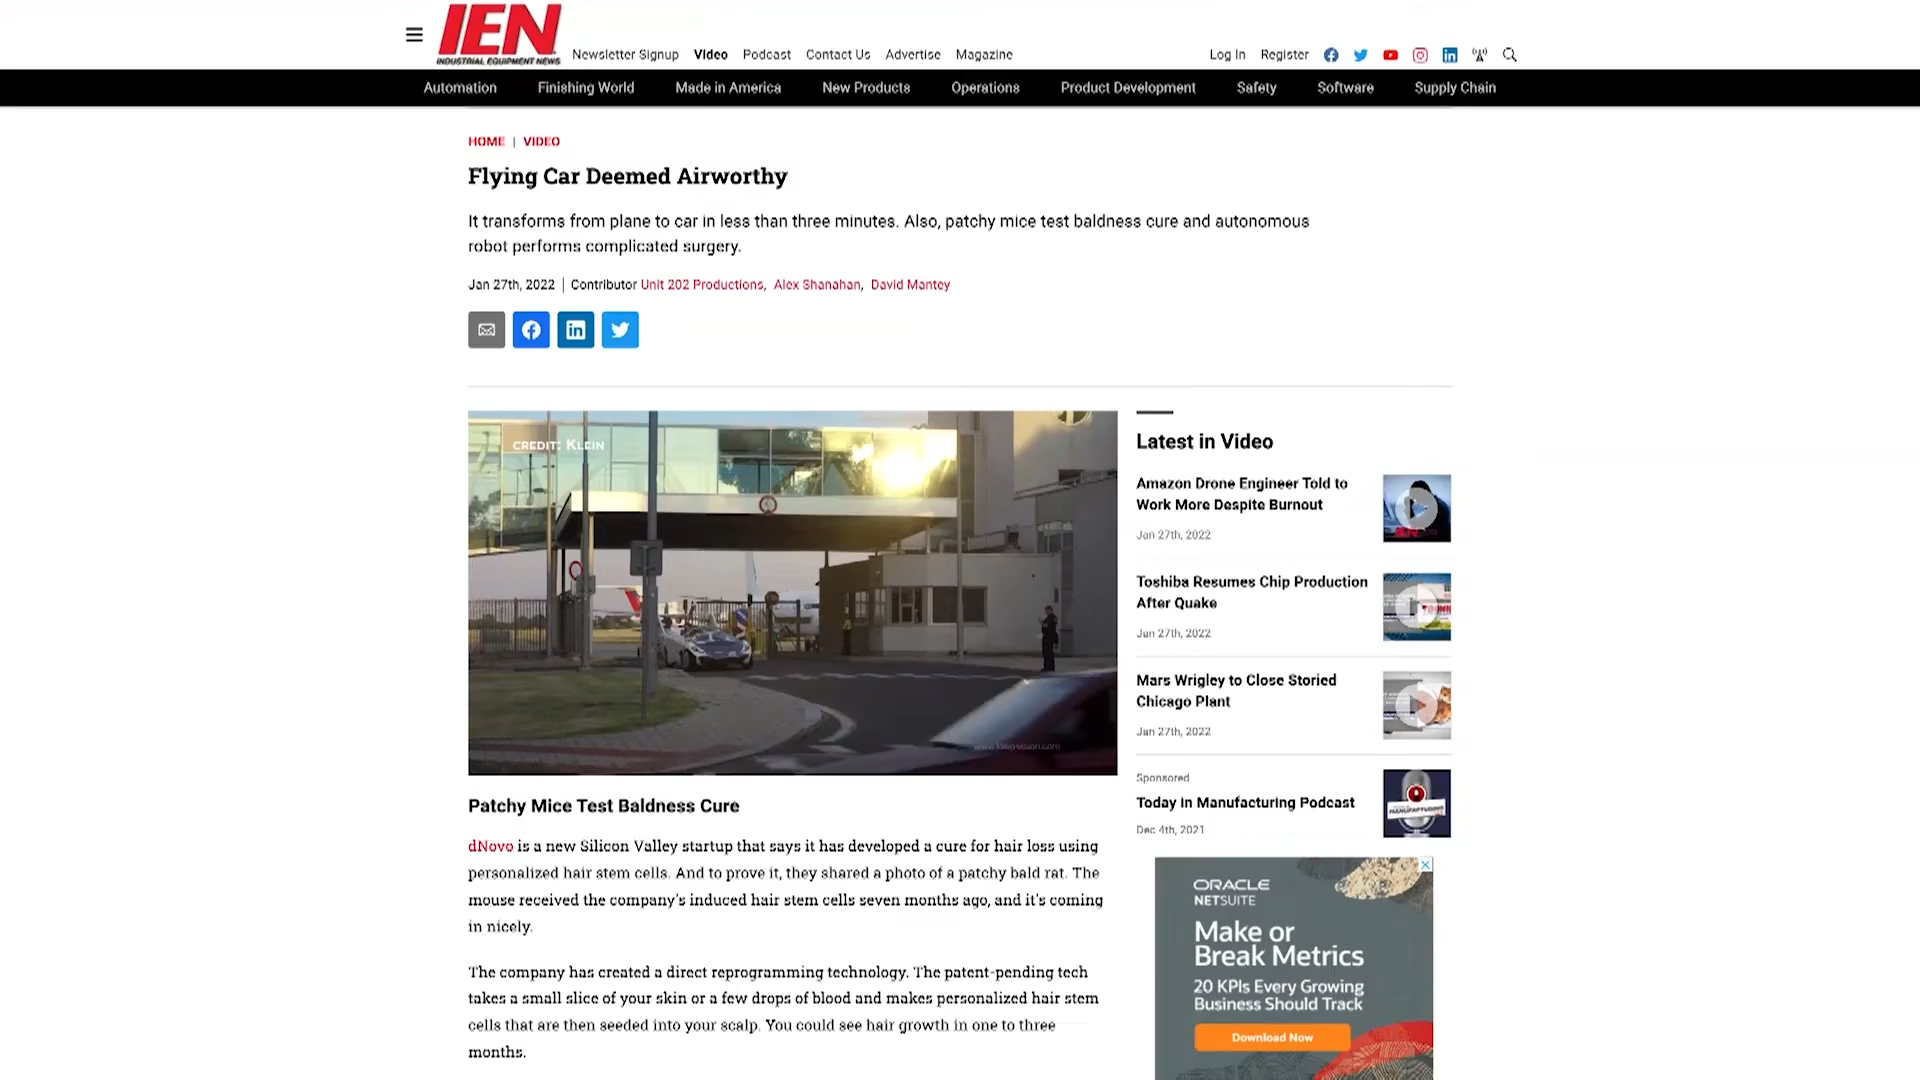 IEN
INDUSTRIAL EQUIPMENT NEWS
Newsletter Signup Video Podcast Contact Us Advertise Magazine
Log In Register
Automation Finishing World Made in America New Products Operations Product Development Safety Software Supply Chain
HOME | VIDEO
Flying Car Deemed Airworthy
It transforms from plane to car in less than three minutes. Also, patchy mice test baldness cure and autonomous
robot performs complicated surgery.
Jan 27th, 2022 | Contributor Unit 202 Productions, Alex Shanahan, David Mantey
CREDIT: KLEIN
www.klein-vision.com
Patchy Mice Test Baldness Cure
dNovo is a new Silicon Valley startup that says it has developed a cure for hair loss using
personalized hair stem cells. And to prove it, they shared a photo of a patchy bald rat. The
mouse received the company's induced hair stem cells seven months ago, and it's coming
in nicely.
The company has created a direct reprogramming technology. The patent-pending tech
takes a small slice of your skin or a few drops of blood and makes personalized hair stem
cells that are then seeded into your scalp. You could see hair growth in one to three
months.
Latest in Video
Amazon Drone Engineer Told to
Work More Despite Burnout
Jan 27th, 2022
Toshiba Resumes Chip Production
After Quake
Jan 27th, 2022
Mars Wrigley to Close Storied
Chicago Plant
Jan 27th, 2022
Sponsored
Today in Manufacturing Podcast
Dec 4th, 2021
MANUFACTURING
ORACLE
NETSUITE
Make or
Break Metrics
20 KPIs Every Growing
Business Should Track
Download Now